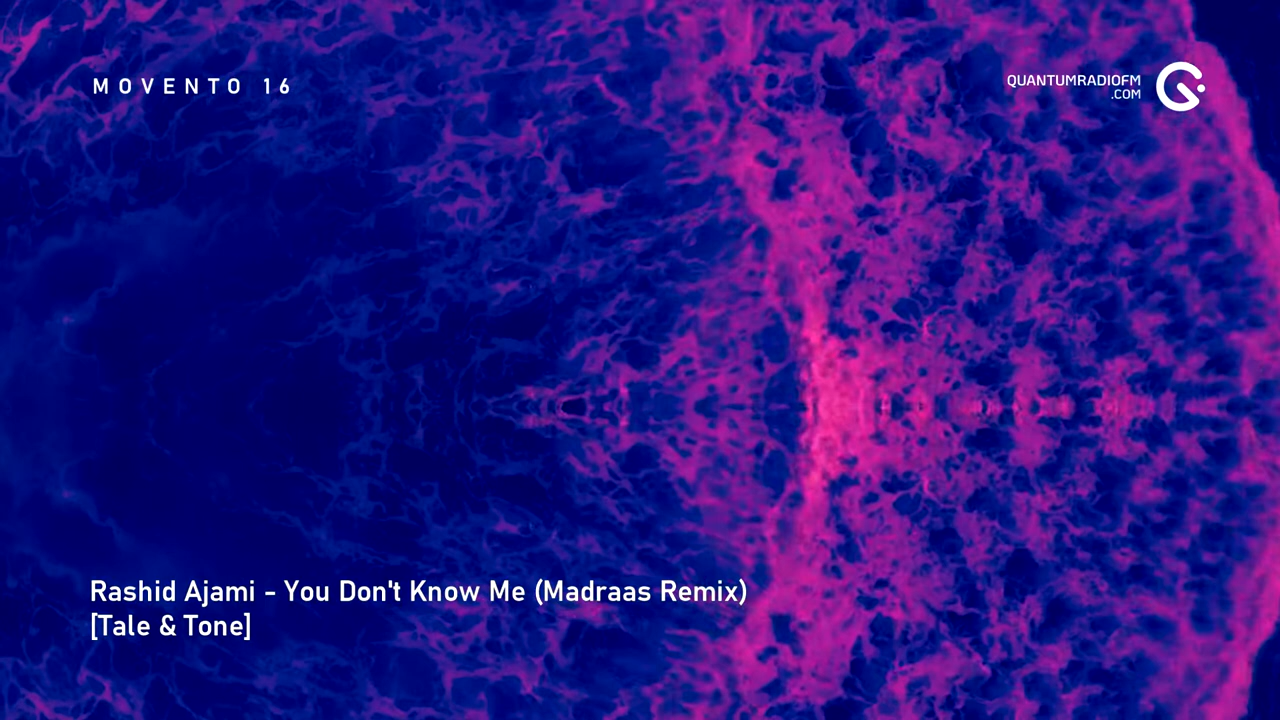 MOVENTO 16
QUANTUMRADIOFM
.COM
Rashid Ajami - You Don't Know Me (Madraas Remix)
[Tale & Tone]